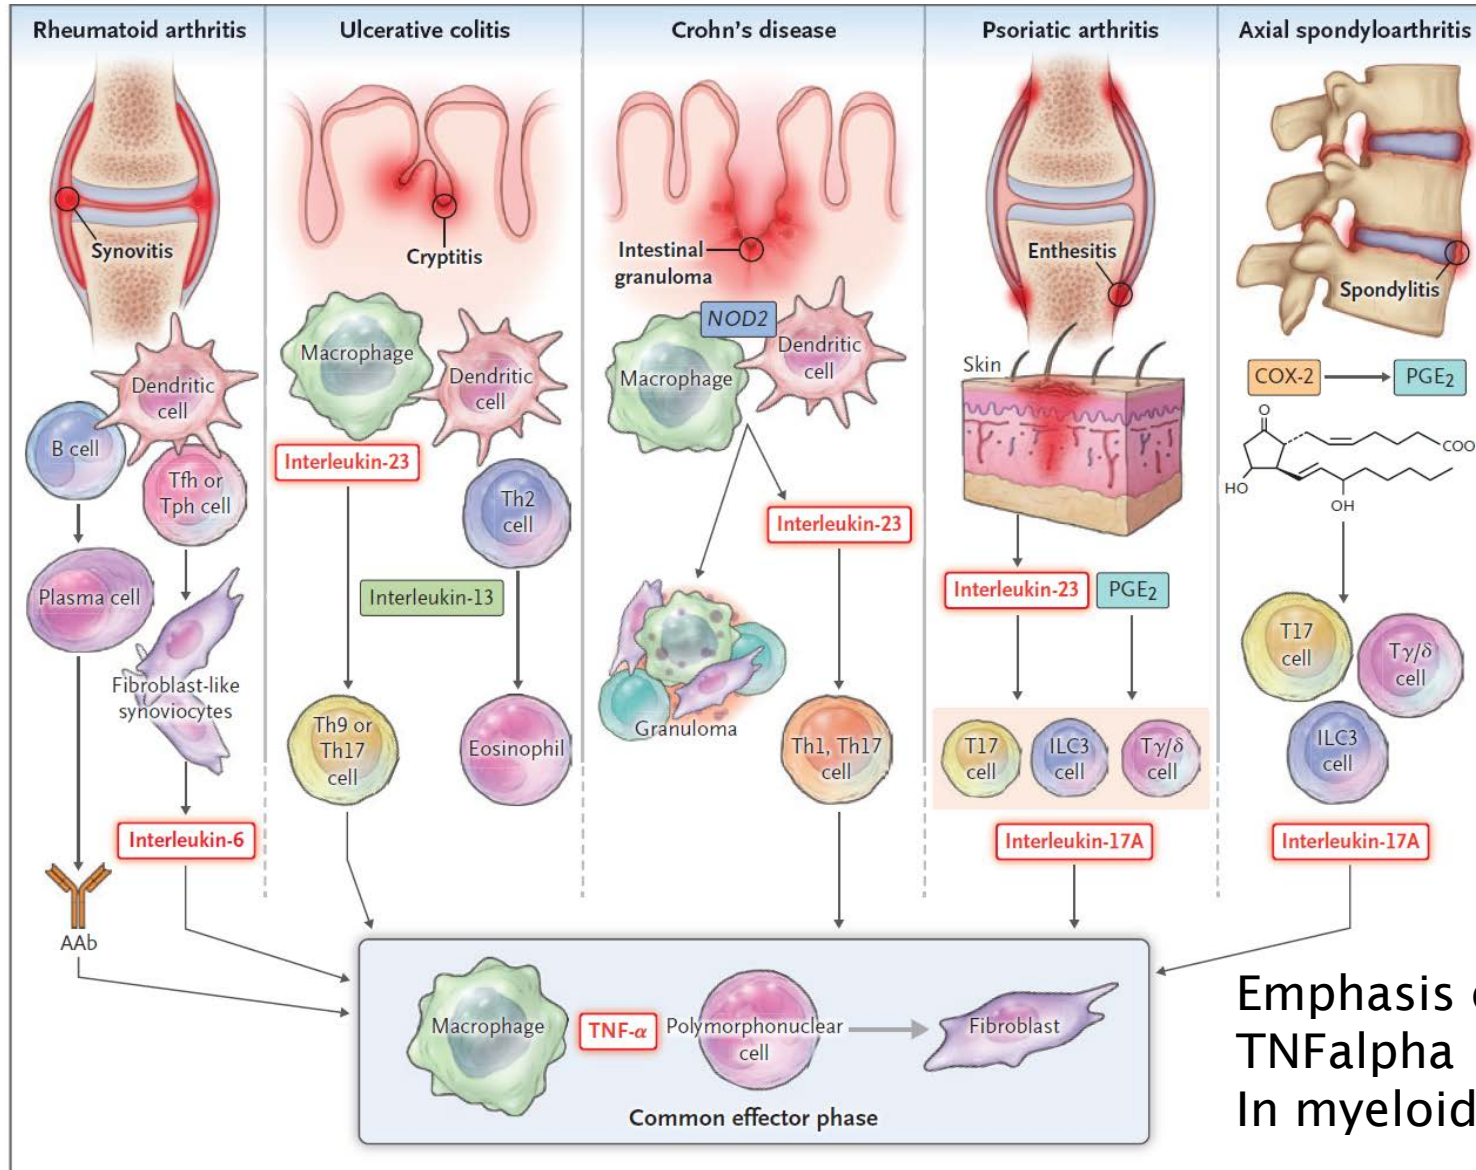 Rheumatoid arthritis
Synovitis
Dendritic
cell
B cell
Tfh or
Tph cell
Plasma cell
Fibroblast-like
synoviocytes
Interleukin-6
AAb
Ulcerative colitis
Cryptitis
Macrophage
Dendritic
cell
Interleukin-23
Th2
cell
Interleukin-13
Th9 or
Th17
cell
Eosinophil
Crohn’s disease
Intestinal
granuloma
NOD2
Macrophage
Dendritic
cell
Interleukin-23
Granuloma
Th1, Th17
cell
Psoriatic arthritis
Enthesitis
Skin
Interleukin-23
PGE₂
T17
cell
ILC3
cell
Tγ/δ
cell
Interleukin-17A
Axial spondyloarthritis
Spondylitis
COX-2
PGE₂
O
COO
HO
OH
T17
cell
Tγ/δ
cell
ILC3
cell
Interleukin-17A
Macrophage
TNF-α
Polymorphonuclear
cell
Fibroblast
Common effector phase
Emphasis
TNFalpha
In myeloid